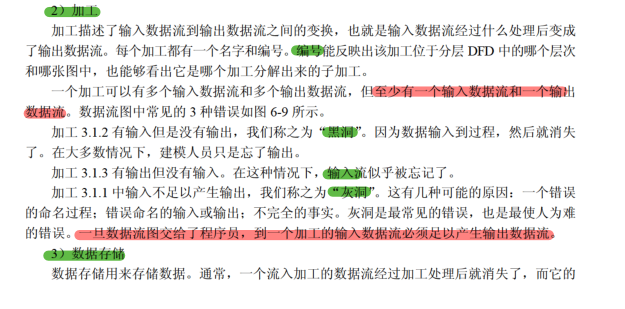 2）加工
加工描述了输入数据流到输出数据流之间的变换，也就是输入数据流经过什么处理后变成
了输出数据流。每个加工都有一个名字和编号。编号能反映出该加工位于分层 DFD 中的哪个层次
和哪张图中，也能够看出它是哪个加工分解出来的子加工。
一个加工可以有多个输入数据流和多个输出数据流，但至少有一个输入数据流和一个输出
数据流。数据流图中常见的 3 种错误如图 6-9 所示。
加工 3.1.2 有输入但是没有输出，我们称之为“黑洞”。因为数据输入到过程，然后就消失
了。在大多数情况下，建模人员只是忘了输出。
加工 3.1.3 有输出但没有输入。在这种情况下，输入流似乎被忘记了。
加工 3.1.1 中输入不足以产生输出，我们称之为“灰洞”。这有几种可能的原因：一个错误
的命名过程；错误命名的输入或输出；不完全的事实。灰洞是最常见的错误，也是最使人为难
的错误。一旦数据流图交给了程序员，到一个加工的输入数据流必须足以产生输出数据流。
3）数据存储
数据存储用来存储数据。通常，一个流入加工的数据流经过加工处理后就消失了，而它的